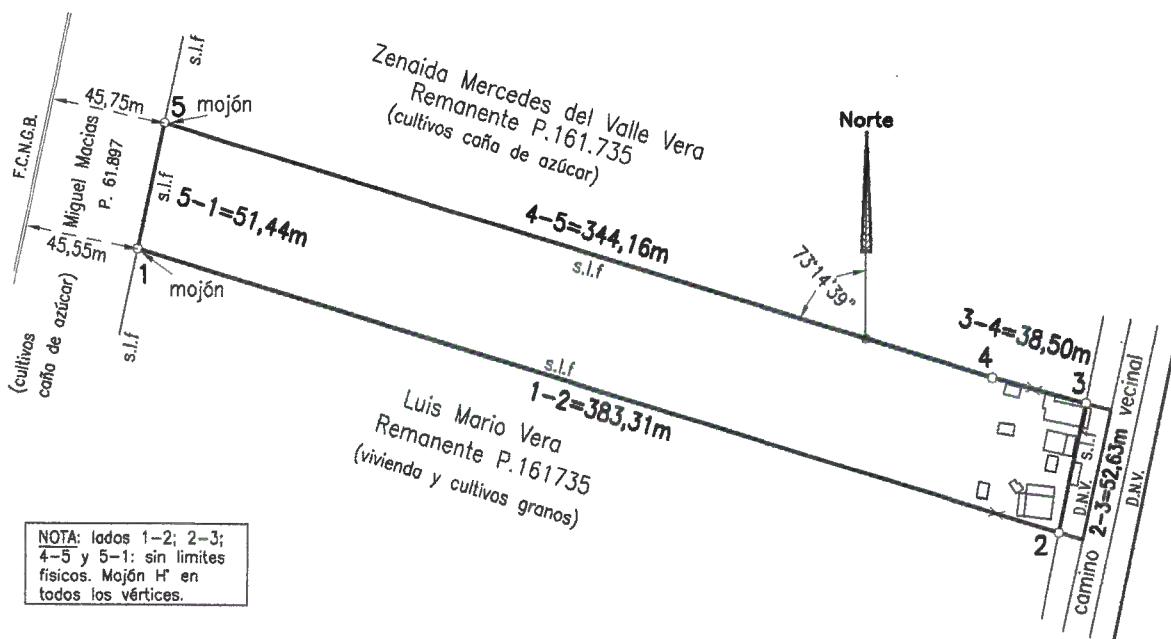 Zenaida Mercedes del Valle Vera
Remanente P.161.735
(cultivos caña de azúcar)
Norte
s.l.f
45,75m
5
mojón
F.C.N.G.B.
Miguel Macias
P. 61.897
s.l.f
5-1=51,44m
4-5=344,16m
s.l.f
73°14'39"
45,55m
1
mojón
s.l.f
(cultivos
caña de azúcar)
3-4=38,50m
4
3
s.l.f
1-2=383,31m
Luis Mario Vera
Remanente P.161735
(vivienda y cultivos granos)
s.l.f
D.N.V.
2-3=52,63m
camino vecinal
D.N.V.
2
NOTA: lados 1-2; 2-3;
4-5 y 5-1: sin limites
fisicos. Mojón H° en
todos los vértices.